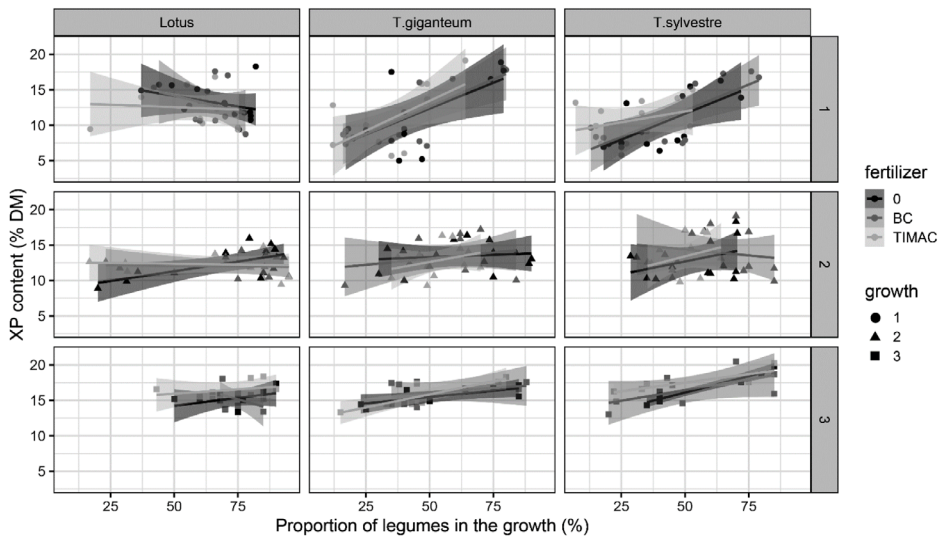 Lotus
T.giganteum
T.sylvestre
XP content (% DM)
20
15
10
5
1
20
15
10
5
2
20
15
10
5
3
25 50 75
25 50 75
25 50 75
Proportion of legumes in the growth (%)
fertilizer
0
BC
TIMAC
growth
1
2
3